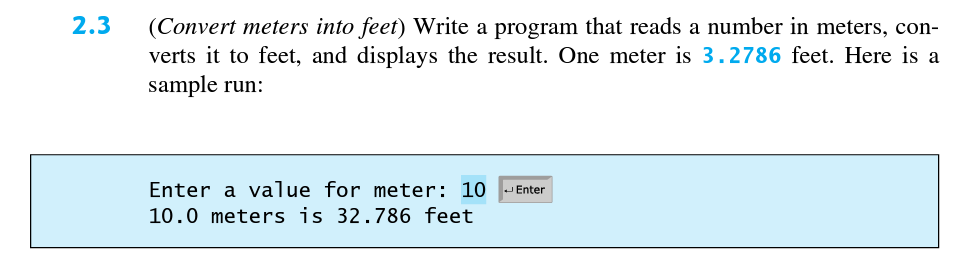 2.3 (Convert meters into feet) Write a program that reads a number in meters, con-
verts it to feet, and displays the result. One meter is 3.2786 feet. Here is a
sample run:
Enter a value for meter: 10 ↵Enter
10.0 meters is 32.786 feet